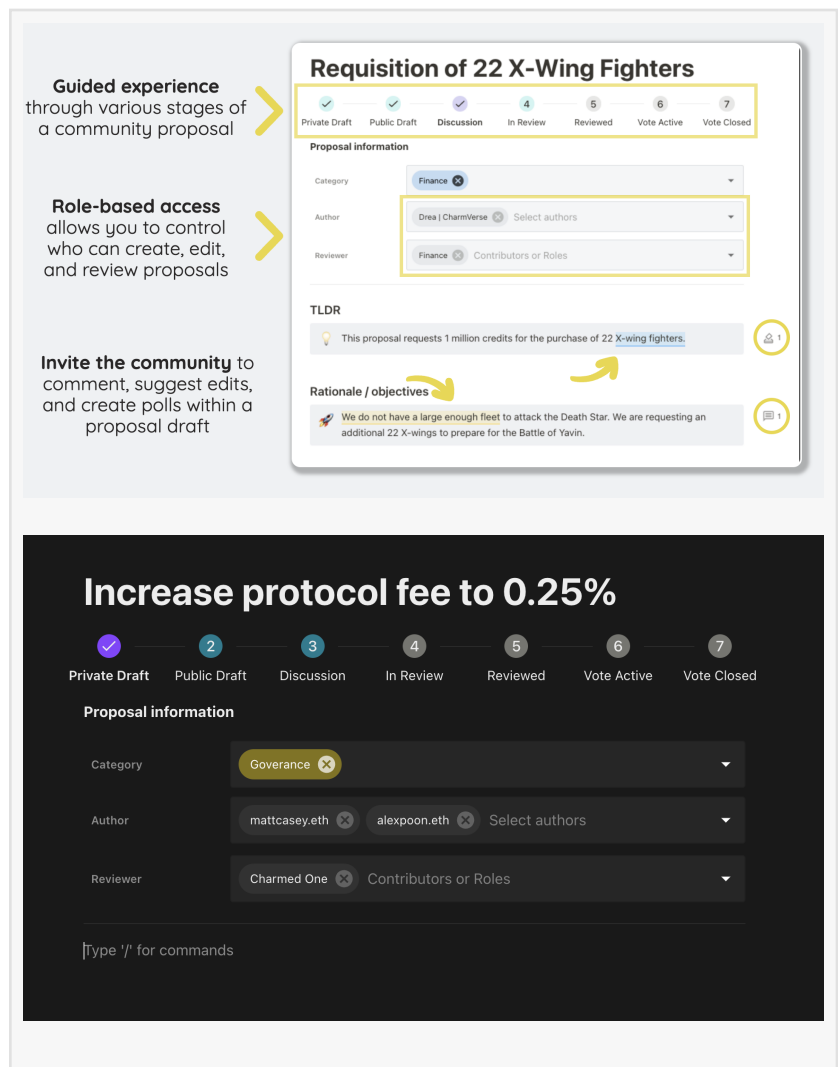 Guided experience
through various stages of
a community proposal
Role-based access
allows you to control
who can create, edit,
and review proposals
Invite the community to
comment, suggest edits,
and create polls within a
proposal draft
Requisition of 22 X-Wing Fighters
4 5 6 7
Private Draft Public Draft Discussion In Review Reviewed Vote Active Vote Closed
Proposal information
Category Finance
Author Drea | CharmVerse Select authors
Reviewer Finance Contributors or Roles
TLDR
This proposal requests 1 million credits for the purchase of 22 X-wing fighters. 1
Rationale / objectives
We do not have a large enough fleet to attack the Death Star. We are requesting an 1
additional 22 X-wings to prepare for the Battle of Yavin.
Increase protocol fee to 0.25%
2 3 4 5 6 7
Private Draft Public Draft Discussion In Review Reviewed Vote Active Vote Closed
Proposal information
Category Goverance
Author mattcasey.eth alexpoon.eth Select authors
Reviewer Charmed One Contributors or Roles
Type '/' for commands